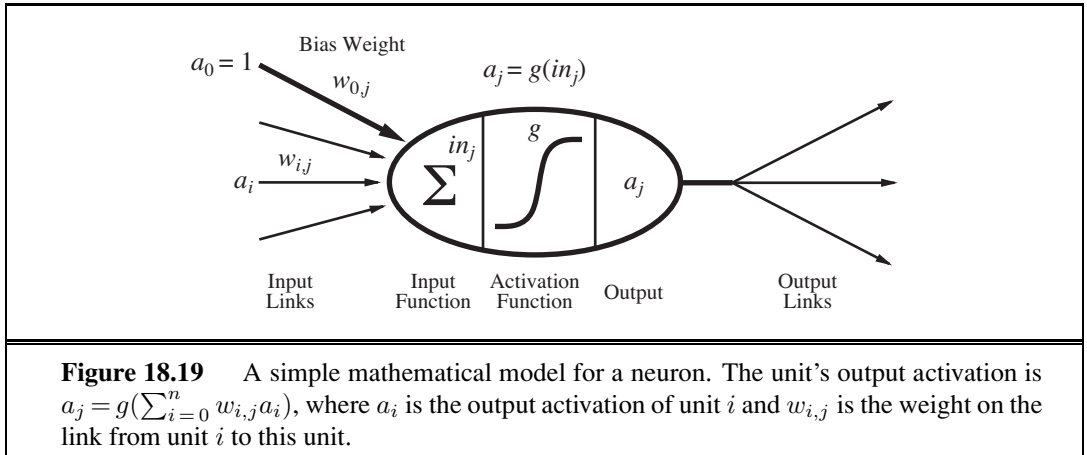 Bias Weight
a₀ = 1
aⱼ = g(inⱼ)
w₀,ⱼ
g
inⱼ
wᵢ,ⱼ
Σ
aᵢ
aⱼ
Input
Links
Input
Function
Activation
Function
Output
Output
Links
Figure 18.19 A simple mathematical model for a neuron. The unit's output activation is
aⱼ = g(∑ⁿᵢ₌₀ wᵢ,ⱼaᵢ), where aᵢ is the output activation of unit i and wᵢ,ⱼ is the weight on the
link from unit i to this unit.